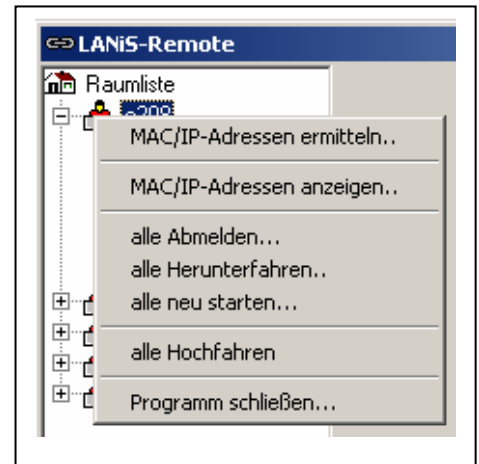 LANiS-Remote
Raumliste
MAC/IP-Adressen ermitteln..
MAC/IP-Adressen anzeigen..
alle Abmelden...
alle Herunterfahren..
alle neu starten...
alle Hochfahren
Programm schließen...